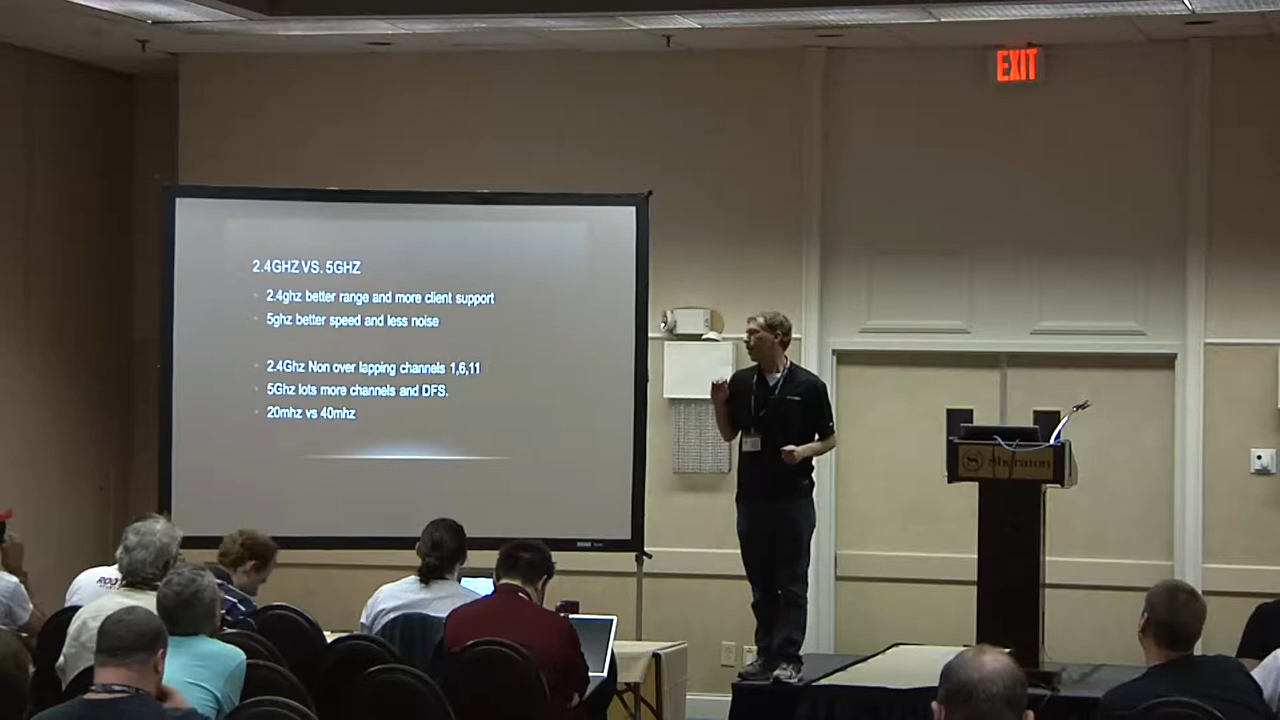 EXIT
2.4GHZ VS. 5GHZ
2.4ghz better range and more client support
5ghz better speed and less noise
2.4Ghz Non over lapping channels 1,6,11
5Ghz lots more channels and DFS.
20mhz vs 40mhz
S Sheraton